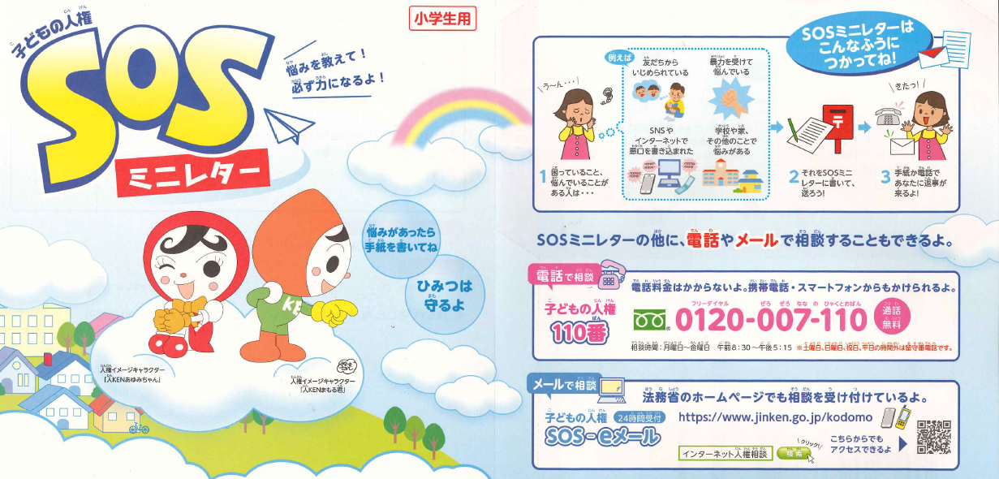 小学生用
子どもの人権
SOS
ミニレター
悩みを教えて!
必ず力になるよ!
悩みがあったら
手紙を書いてね
ひみつは
守るよ
人権イメージキャラクター
「人KENあゆみちゃん」
人権イメージキャラクター
「人KENまもる君」
SOSミニレターは
こんなふうに
つかってね!
う〜ん・・・
例えば
友だちから
いじめられている
暴力を受けて
悩んでいる
SNSや
インターネットで
悪口を書き込まれた
学校や家、
その他のことで
悩みがある
きたっ!
1 困っていること、
悩んでいることが
ある人は・・・
2 それをSOSミニ
レターに書いて、
送ろう!
3 手紙か電話で
あなたに返事が
来るよ!
SOSミニレターの他に、電話やメールで相談することもできるよ。
電話で相談
電話料金はかからないよ。携帯電話・スマートフォンからもかけられるよ。
子どもの人権
110番
フリーダイヤル ぜろ ぜろ なな の ひゃくとおばん
0120-007-110
通話
無料
相談時間:月曜日〜金曜日 午前8:30〜午後5:15 ※土曜日、日曜日、祝日、平日の時間外は留守番電話です。
メールで相談
法務省のホームページでも相談を受け付けているよ。
子どもの人権 24時間受付
SOS-eメール
https://www.jinken.go.jp/kodomo
インターネット人権相談 検索
クリック!
こちらからでも
アクセスできるよ